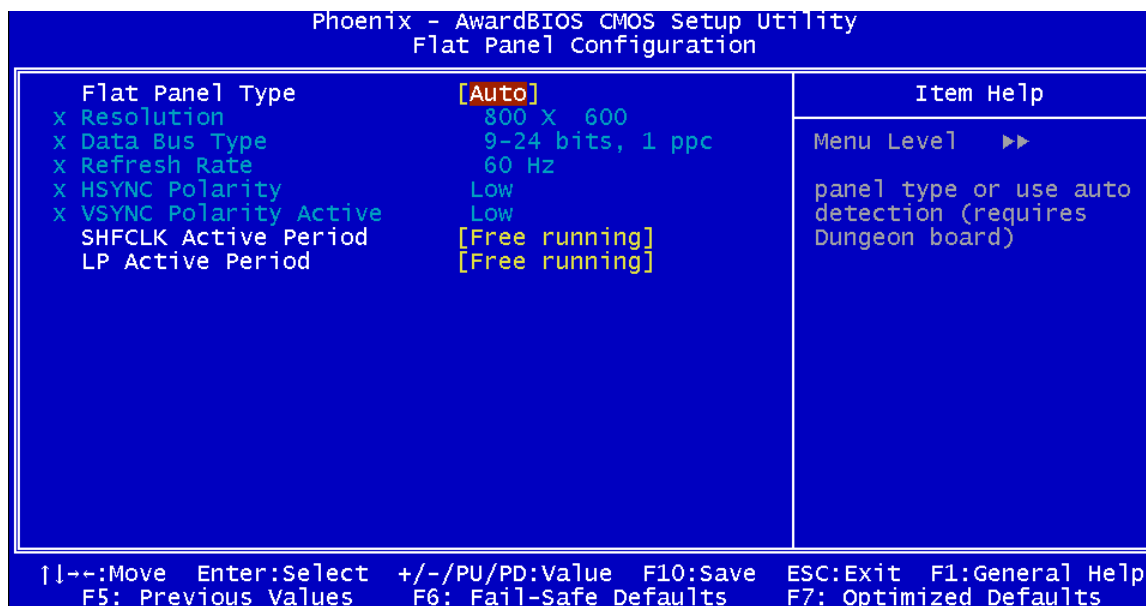 Phoenix - AwardBIOS CMOS Setup Utility
Flat Panel Configuration
Flat Panel Type [Auto]
x Resolution 800 X 600
x Data Bus Type 9-24 bits, 1 ppc
x Refresh Rate 60 Hz
x HSYNC Polarity Low
x VSYNC Polarity Active Low
SHFCLK Active Period [Free running]
LP Active Period [Free running]
Item Help
Menu Level ▶▶
panel type or use auto
detection (requires
Dungeon board)
↑↓→←:Move Enter:Select +/-/PU/PD:Value F10:Save ESC:Exit F1:General Help
F5: Previous Values F6: Fail-Safe Defaults F7: Optimized Defaults